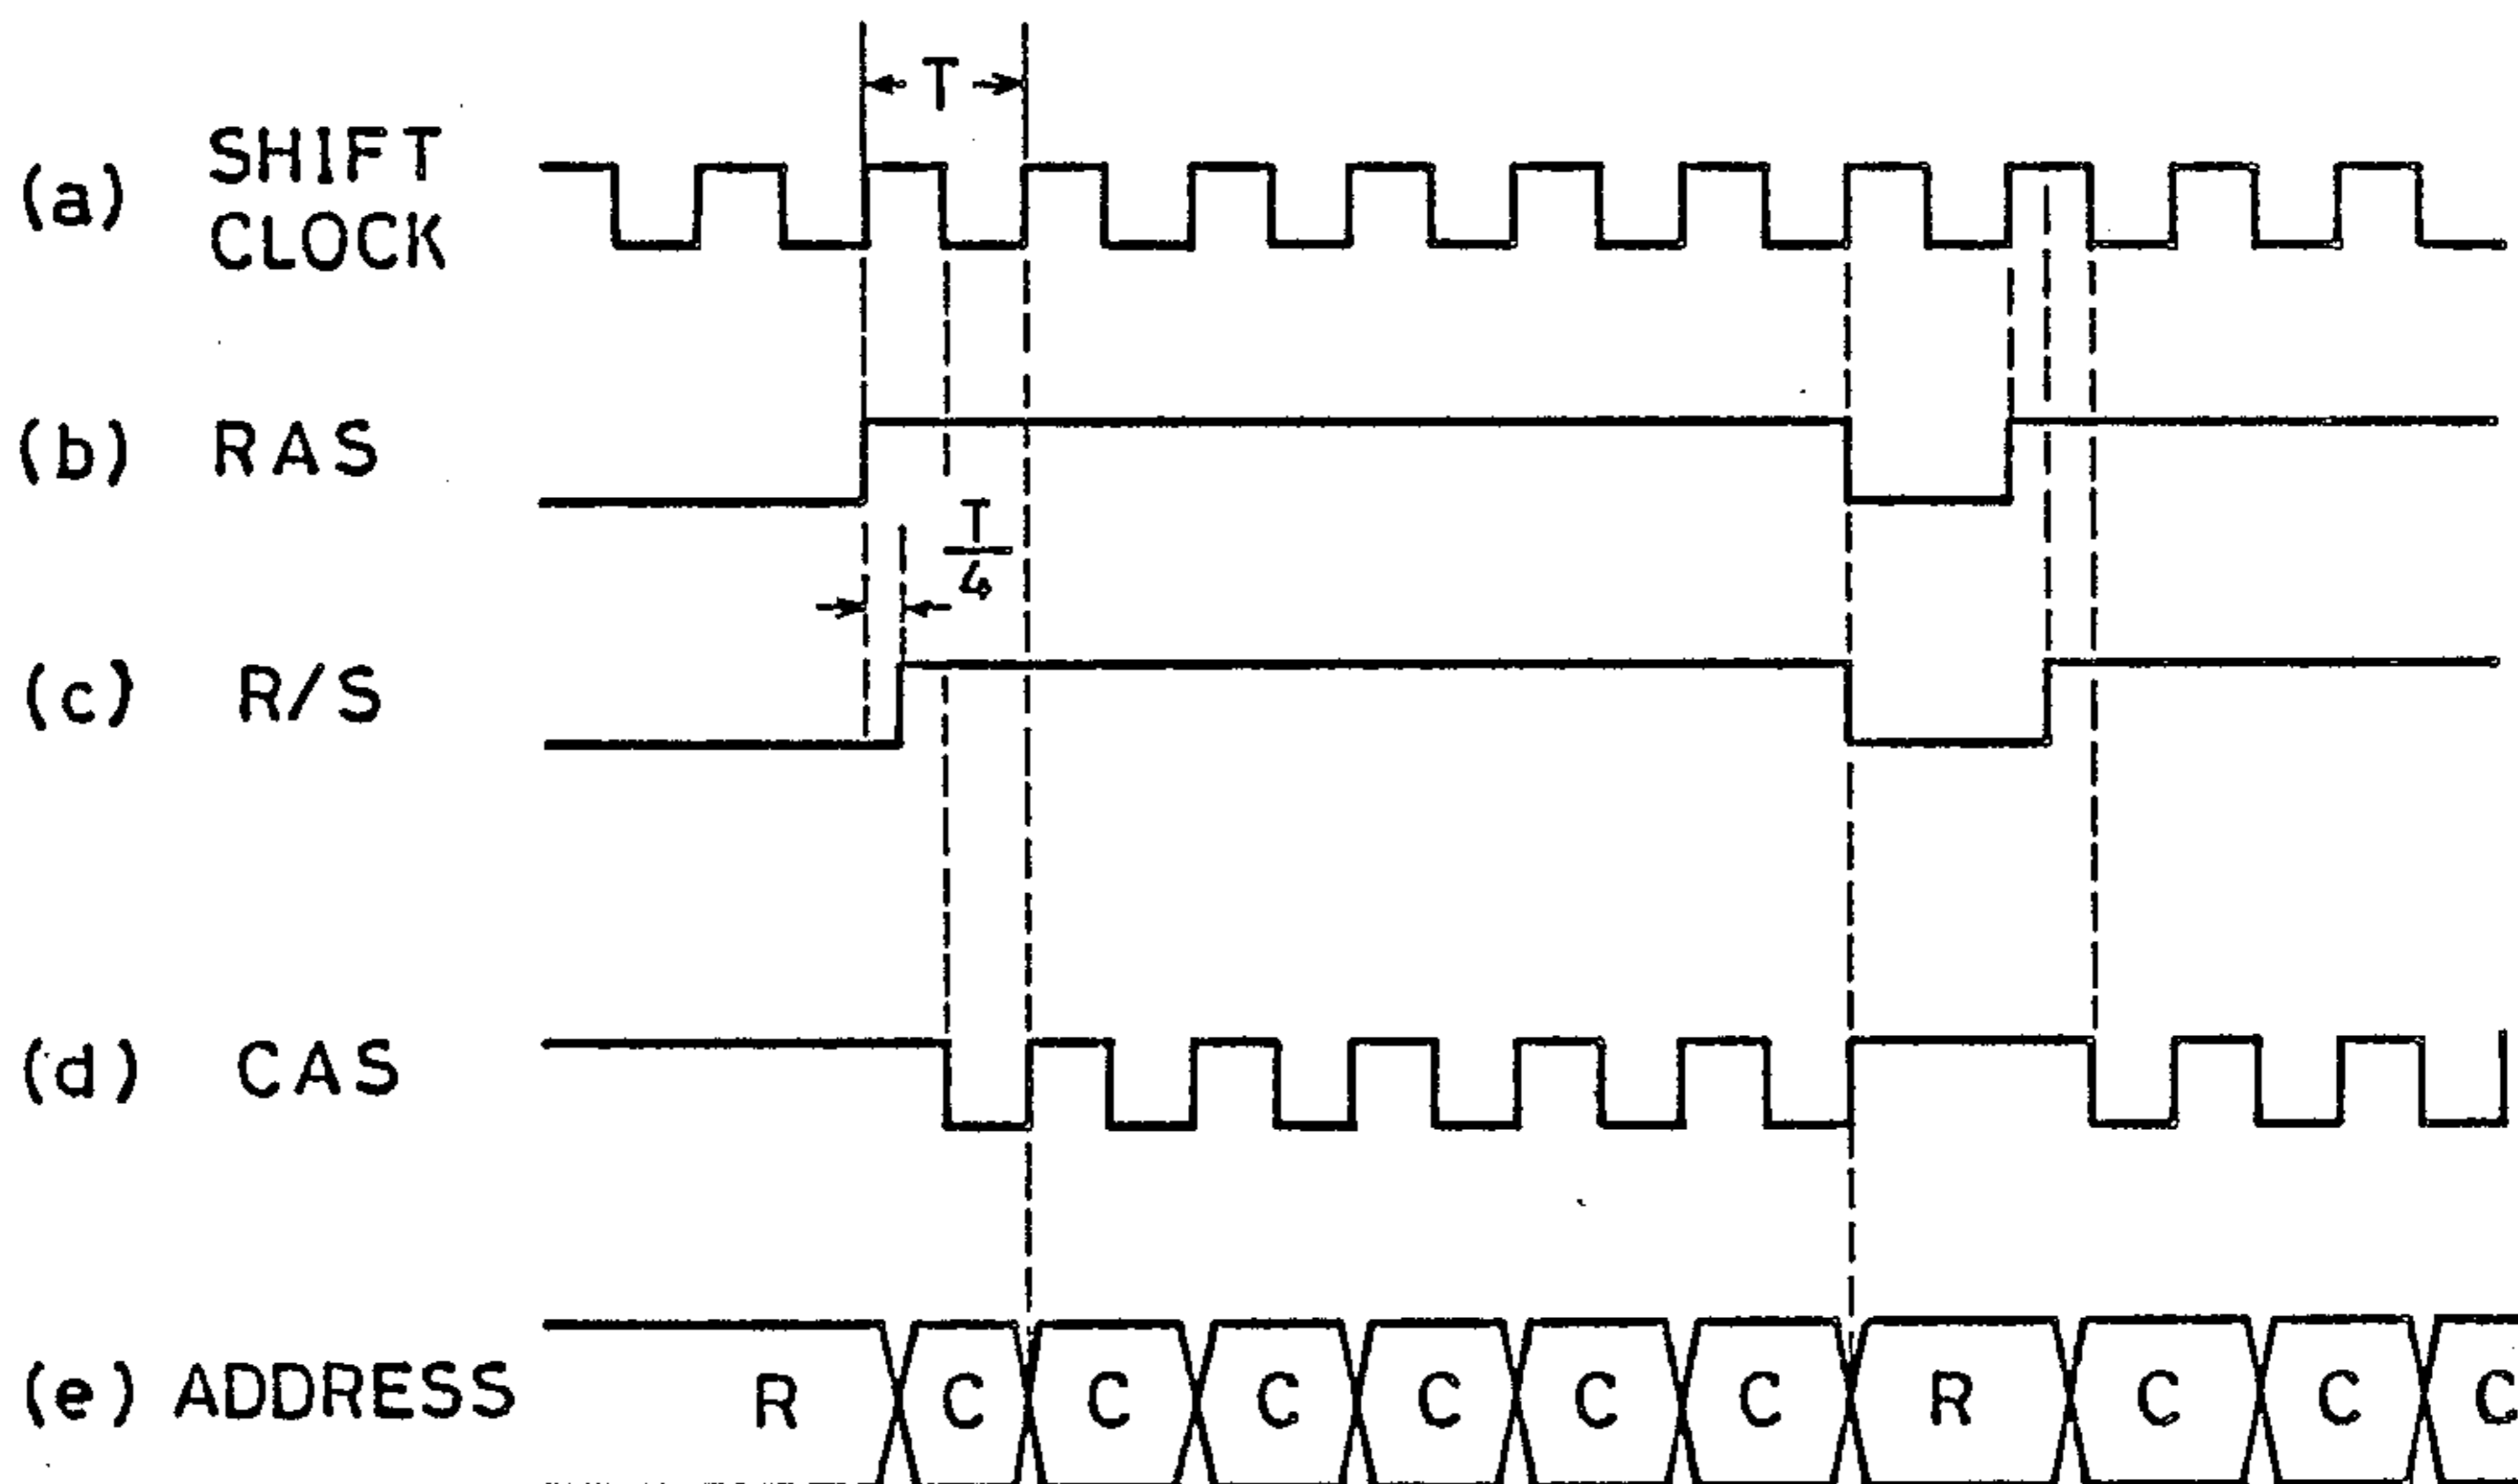 T
(a) SHIFT CLOCK
(b) RAS
T/4
(c) R/S
(d) CAS
(e) ADDRESS R C C C C C C R C C C